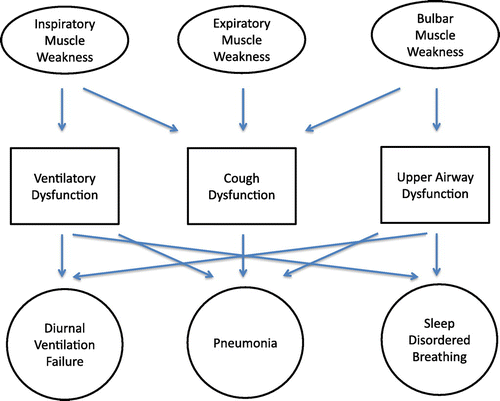 Inspiratory
Muscle
Weakness
Expiratory
Muscle
Weakness
Bulbar
Muscle
Weakness
Ventilatory
Dysfunction
Cough
Dysfunction
Upper Airway
Dysfunction
Diurnal
Ventilation
Failure
Pneumonia
Sleep
Disordered
Breathing